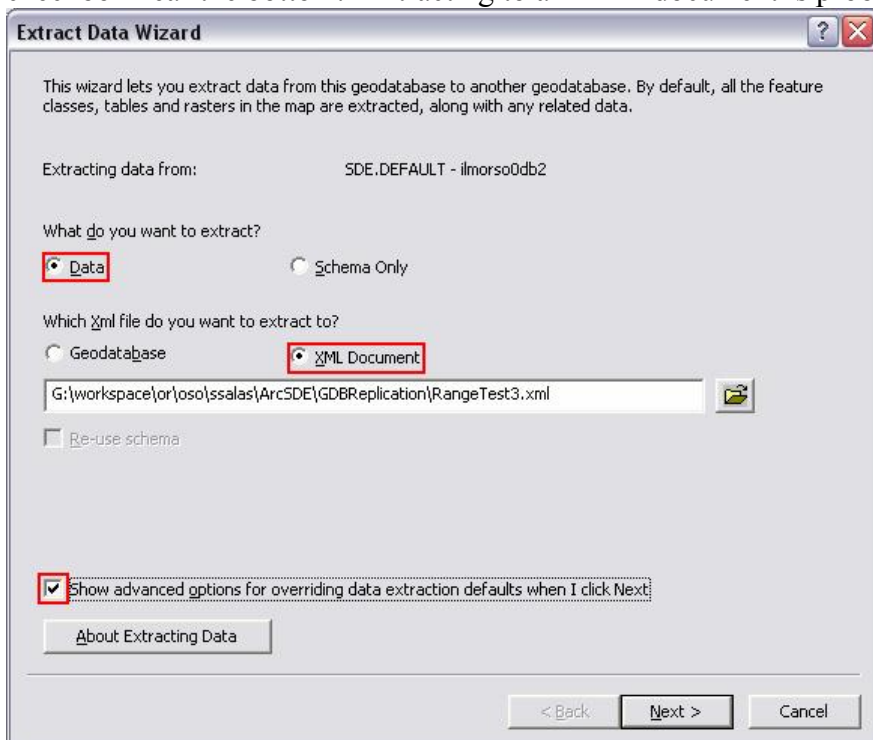 Extract Data Wizard
This wizard lets you extract data from this geodatabase to another geodatabase. By default, all the feature
classes, tables and rasters in the map are extracted, along with any related data.
Extracting data from: SDE.DEFAULT - ilmorso0db2
What do you want to extract?
Data Schema Only
Which Xml file do you want to extract to?
Geodatabase XML Document
G:\workspace\or\oso\ssalas\ArcSDE\GDBReplication\RangeTest3.xml
Re-use schema
Show advanced options for overriding data extraction defaults when I click Next
About Extracting Data
< Back Next > Cancel